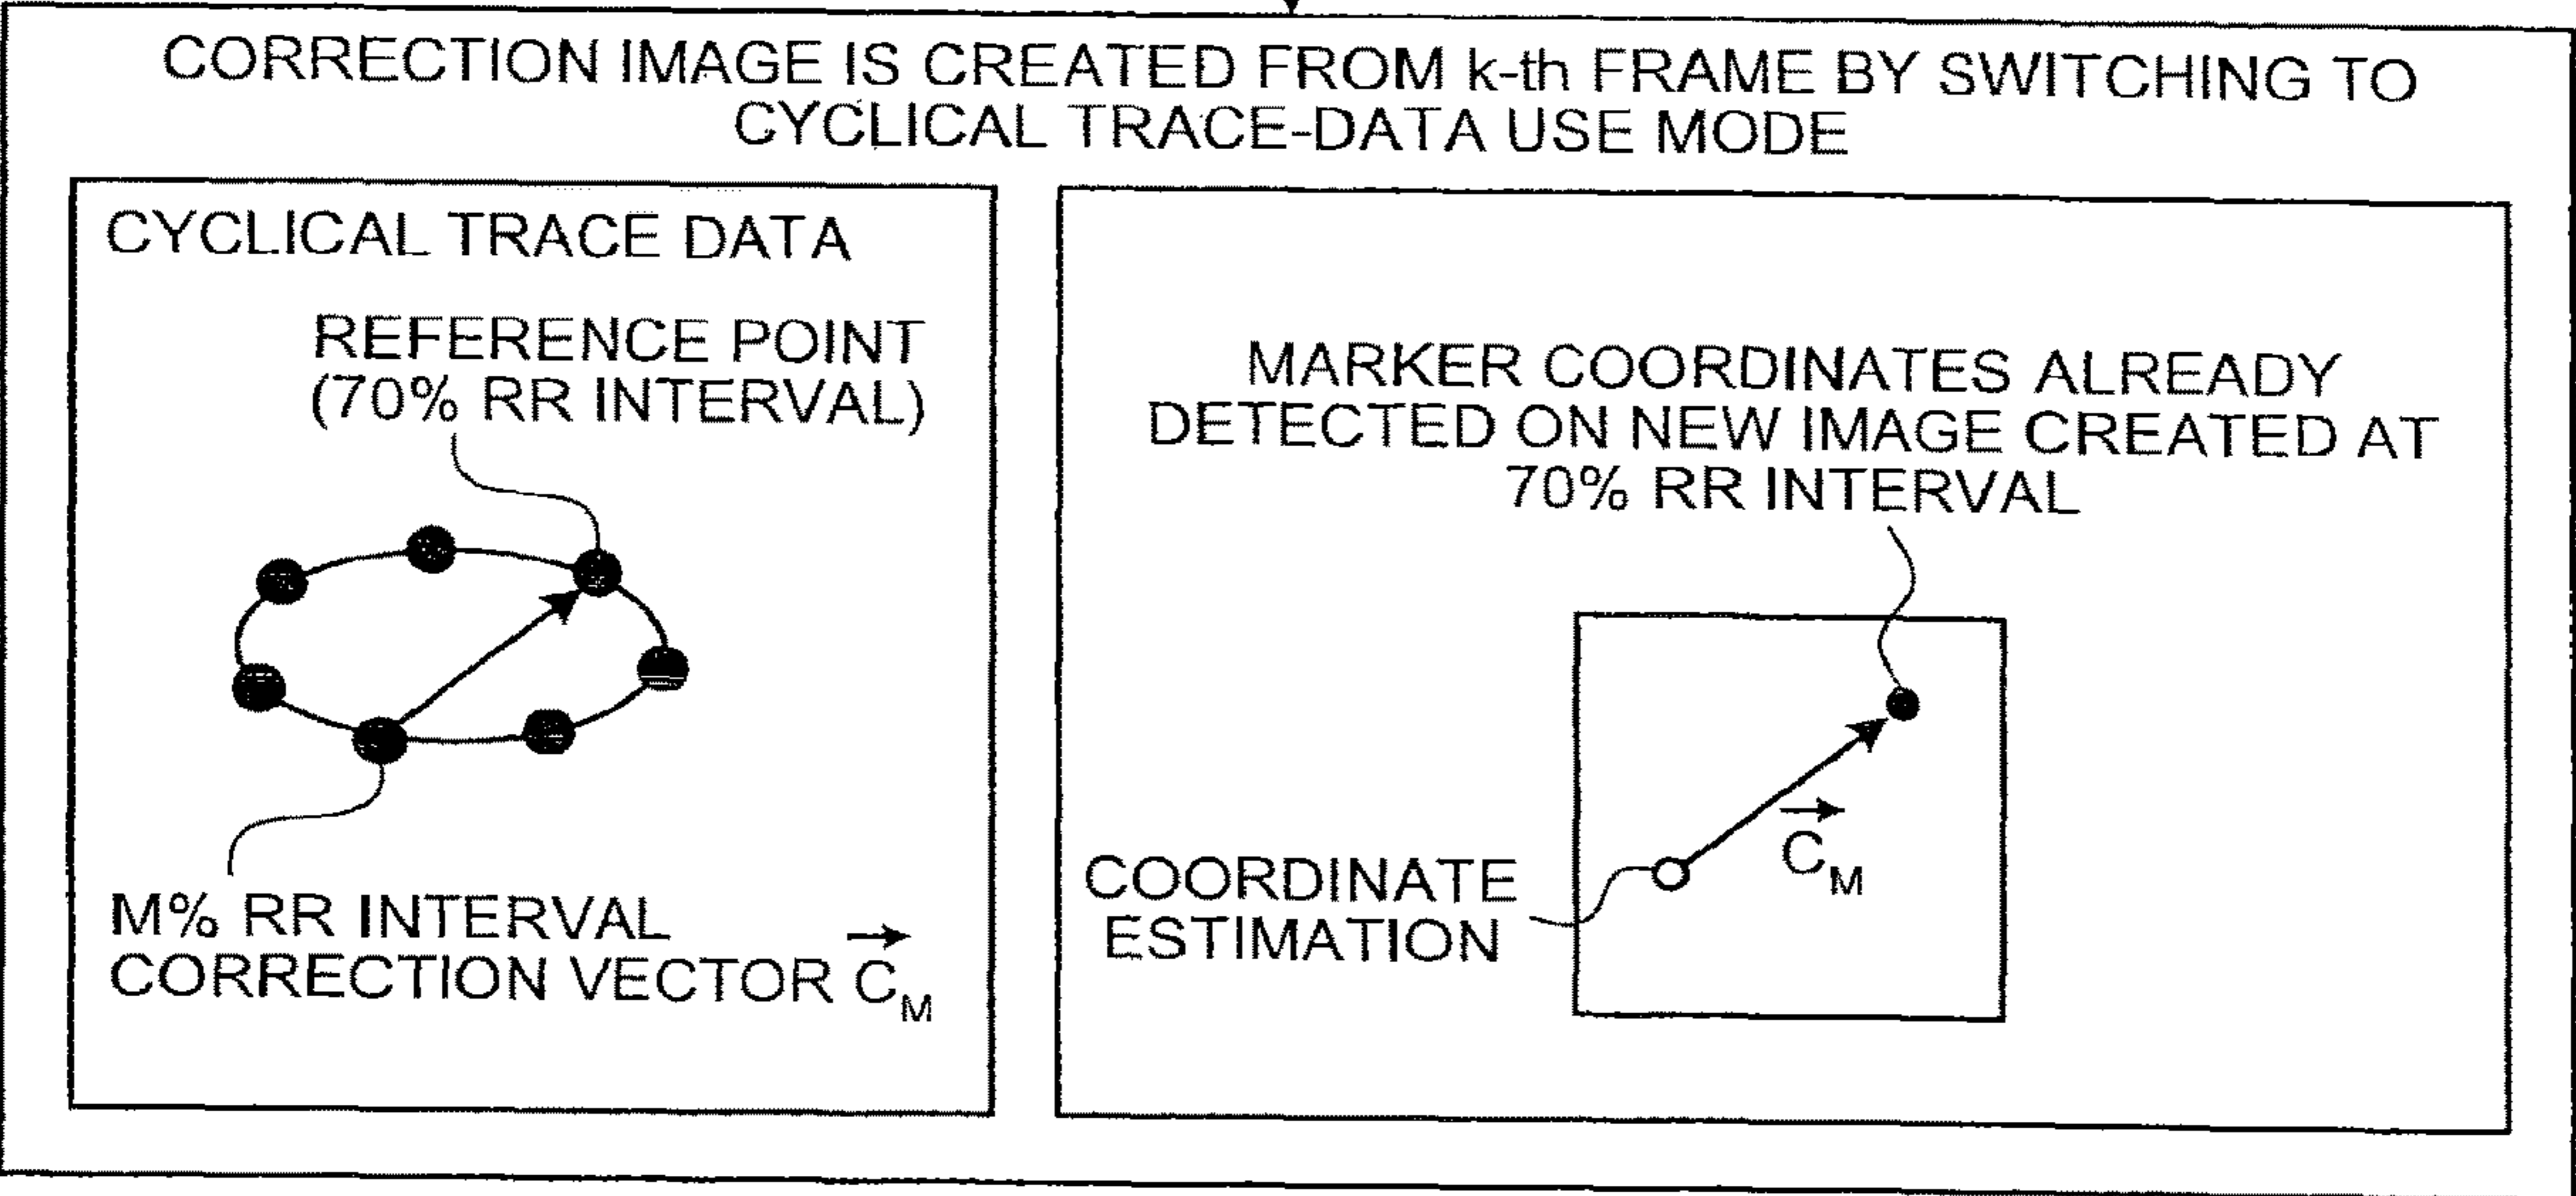 CORRECTION IMAGE IS CREATED FROM k-th FRAME BY SWITCHING TO
CYCLICAL TRACE-DATA USE MODE
CYCLICAL TRACE DATA
REFERENCE POINT
(70% RR INTERVAL)
M% RR INTERVAL
CORRECTION VECTOR C⃗M
MARKER COORDINATES ALREADY
DETECTED ON NEW IMAGE CREATED AT
70% RR INTERVAL
C⃗M
COORDINATE
ESTIMATION